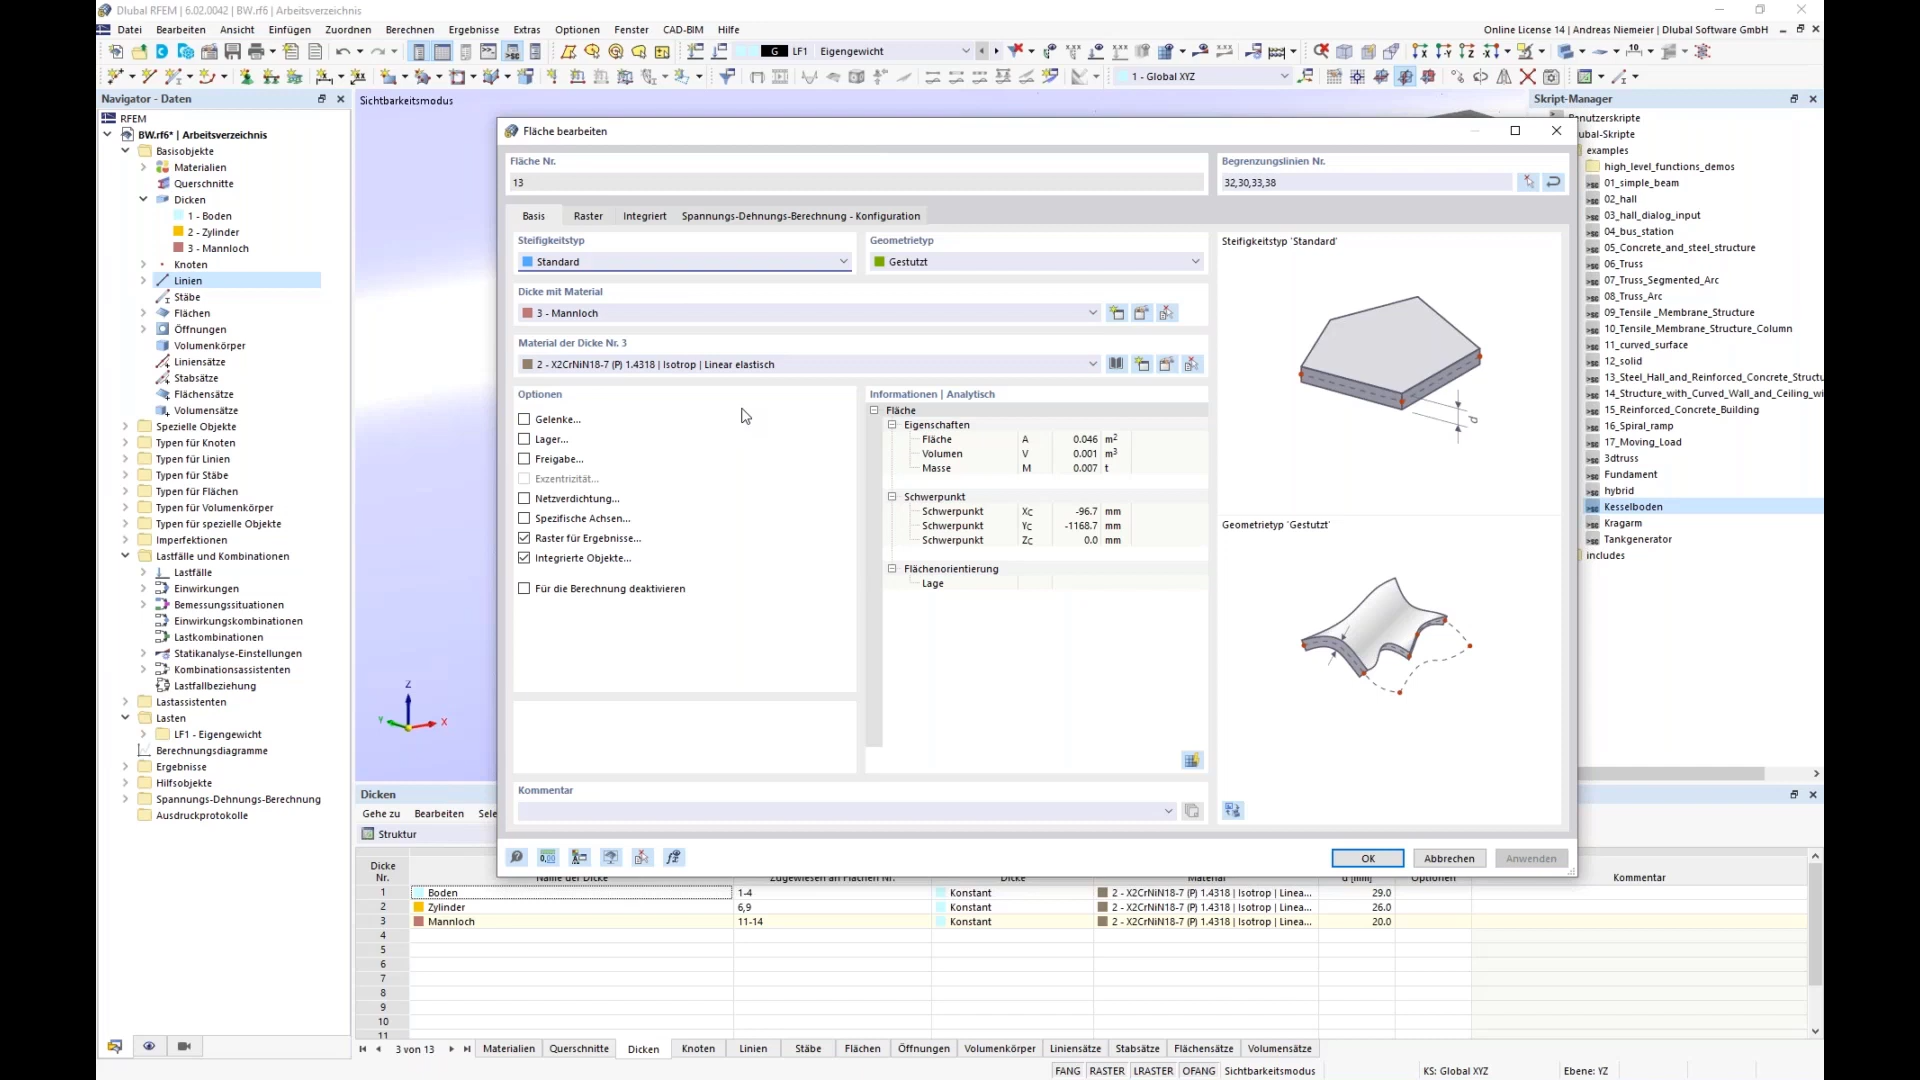 Dlubal RFEM | 6.02.0042 | BW.rf6 | Arbeitsverzeichnis
Datei Bearbeiten Ansicht Einfügen Zuordnen Berechnen Ergebnisse Extras Optionen Fenster CAD-BIM Hilfe
Online License 14 | Andreas Niemeier | Dlubal Software GmbH
G LF1 Eigengewicht
1 - Global XYZ
Navigator - Daten
RFEM
BW.rf6* | Arbeitsverzeichnis
Basisobjekte
Materialien
Querschnitte
Dicken
1 - Boden
2 - Zylinder
3 - Mannloch
Knoten
Linien
Stäbe
Flächen
Öffnungen
Volumenkörper
Liniensätze
Stabsätze
Flächensätze
Volumensätze
Spezielle Objekte
Typen für Knoten
Typen für Linien
Typen für Stäbe
Typen für Flächen
Typen für Volumenkörper
Typen für spezielle Objekte
Imperfektionen
Lastfälle und Kombinationen
Lastfälle
Einwirkungen
Bemessungssituationen
Einwirkungskombinationen
Lastkombinationen
Statikanalyse-Einstellungen
Kombinationsassistenten
Lastfallbeziehung
Lastassistenten
Lasten
LF1 - Eigengewicht
Berechnungsdiagramme
Ergebnisse
Hilfsobjekte
Spannungs-Dehnungs-Berechnung
Ausdruckprotokolle
Sichtbarkeitsmodus
Z
Y
X
Fläche bearbeiten
Fläche Nr.
13
Begrenzungslinien Nr.
32,30,33,38
Basis Raster Integriert Spannungs-Dehnungs-Berechnung - Konfiguration
Steifigkeitstyp
Standard
Geometrietyp
Gestutzt
Dicke mit Material
3 - Mannloch
Material der Dicke Nr. 3
2 - X2CrNiN18-7 (P) 1.4318 | Isotrop | Linear elastisch
Optionen
Gelenke...
Lager...
Freigabe...
Exzentrizität...
Netzverdichtung...
Spezifische Achsen...
Raster für Ergebnisse...
Integrierte Objekte...
Für die Berechnung deaktivieren
Informationen | Analytisch
Fläche
Eigenschaften
Fläche A 0.046 m2
Volumen V 0.001 m3
Masse M 0.007 t
Schwerpunkt
Schwerpunkt XC -96.7 mm
Schwerpunkt YC -1168.7 mm
Schwerpunkt ZC 0.0 mm
Flächenorientierung
Lage
Steifigkeitstyp 'Standard'
d
Geometrietyp 'Gestutzt'
Kommentar
OK Abbrechen Anwenden
Skript-Manager
enutzerskripte
ubal-Skripte
examples
high_level_functions_demos
01_simple_beam
02_hall
03_hall_dialog_input
04_bus_station
05_Concrete_and_steel_structure
06_Truss
07_Truss_Segmented_Arc
08_Truss_Arc
09_Tensile _Membrane_Structure
10_Tensile_Membrane_Structure_Column
11_curved_surface
12_solid
13_Steel_Hall_and_Reinforced_Concrete_Structu
14_Structure_with_Curved_Wall_and_Ceiling_wi
15_Reinforced_Concrete_Building
16_Spiral_ramp
17_Moving_Load
3dtruss
Fundament
hybrid
Kesselboden
Kragarm
Tankgenerator
includes
Dicken
Gehe zu Bearbeiten Sele
Struktur
Dicke Nr. Name der Dicke Zugewiesen an Flächen Nr. Dicke Material d [mm] Optionen Kommentar
1 Boden 1-4 Konstant 2 - X2CrNiN18-7 (P) 1.4318 | Isotrop | Linea... 29.0
2 Zylinder 6,9 Konstant 2 - X2CrNiN18-7 (P) 1.4318 | Isotrop | Linea... 26.0
3 Mannloch 11-14 Konstant 2 - X2CrNiN18-7 (P) 1.4318 | Isotrop | Linea... 20.0
4
5
6
7
8
9
10
11
3 von 13 Materialien Querschnitte Dicken Knoten Linien Stäbe Flächen Öffnungen Volumenkörper Liniensätze Stabsätze Flächensätze Volumensätze
FANG RASTER LRASTER OFANG Sichtbarkeitsmodus KS: Global XYZ Ebene: YZ